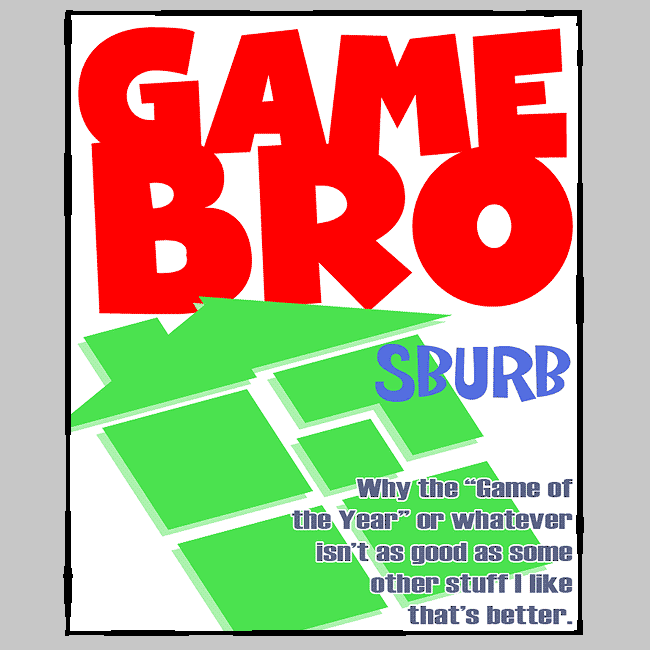 GAME
BRO
SBURB
Why the “Game of
the Year” or whatever
isn’t as good as some
other stuff I like
that’s better.